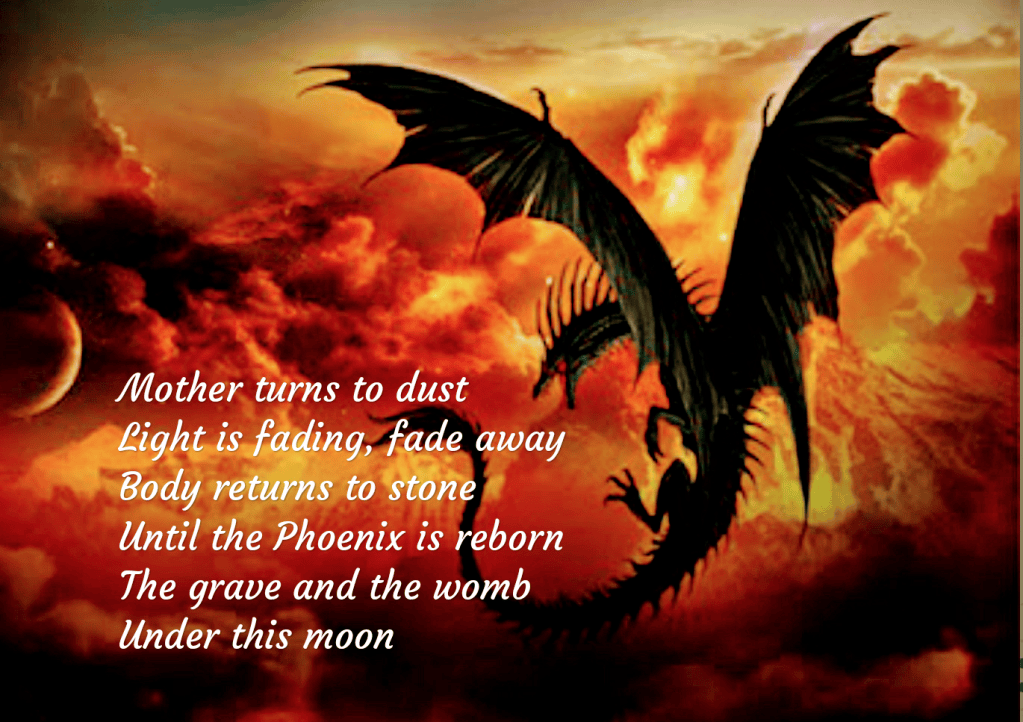 Mother turns to dust
Light is fading, fade away
Body returns to stone
Until the Phoenix is reborn
The grave and the womb
Under this moon